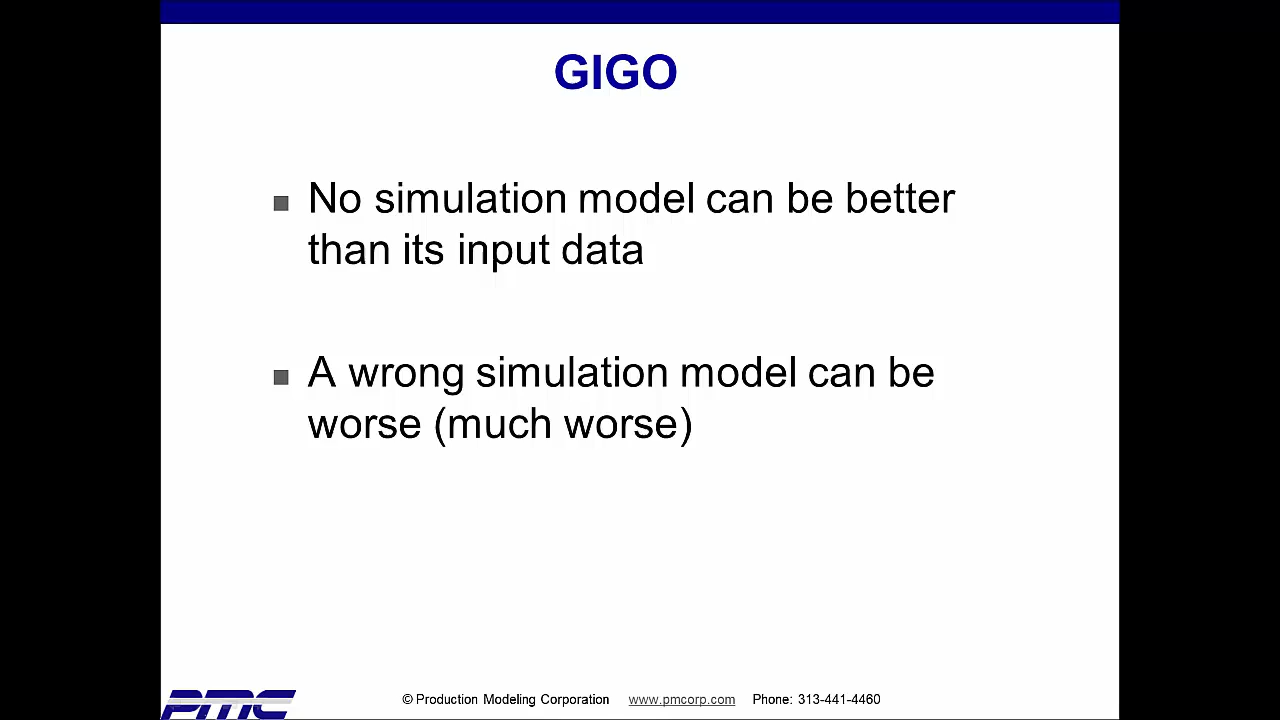 GIGO
No simulation model can be better
than its input data
A wrong simulation model can be
worse (much worse)
PMC
© Production Modeling Corporation www.pmcorp.com Phone: 313-441-4460